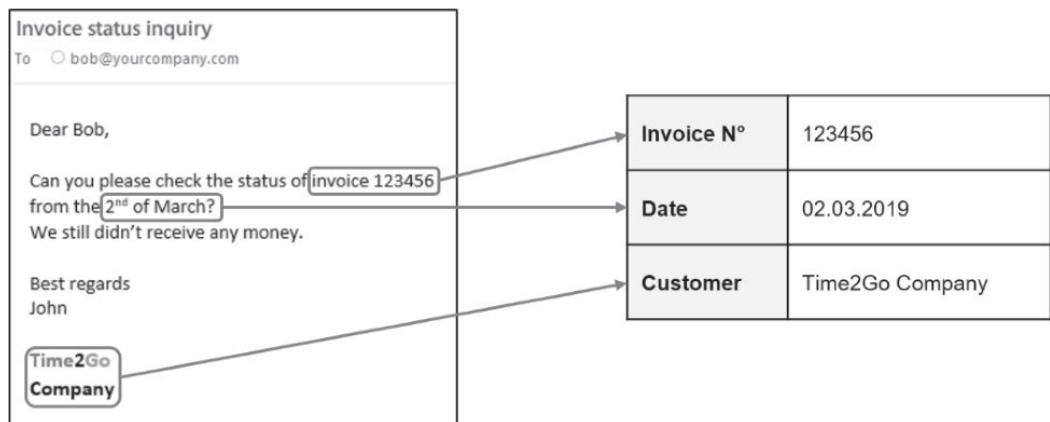 Invoice status inquiry
To bob@yourcompany.com
Dear Bob,
Can you please check the status of invoice 123456
from the 2nd of March?
We still didn't receive any money.
Best regards
John
Time2Go
Company
Invoice N° 123456
Date 02.03.2019
Customer Time2Go Company